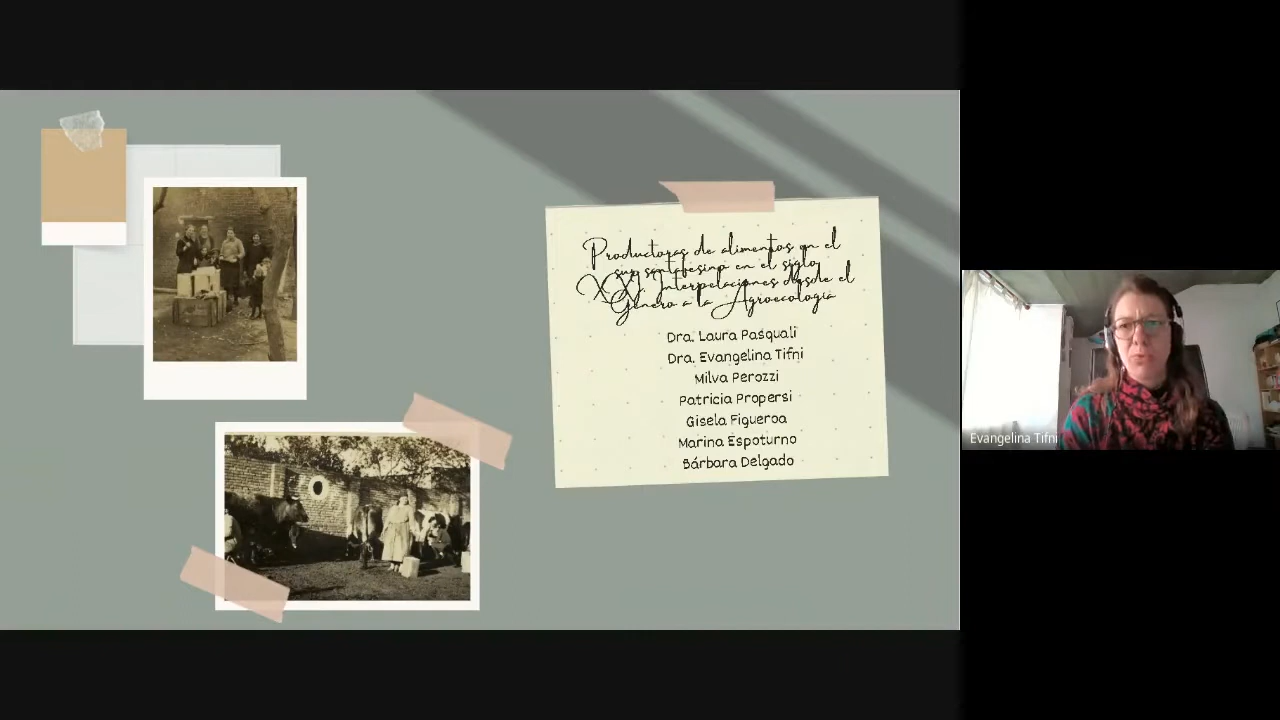 Productoras de alimentos en el
sur santafesino en el siglo
XXI. Interpelaciones desde el
Género a la Agroecología
Dra. Laura Pasquali
Dra. Evangelina Tifni
Milva Perozzi
Patricia Propersi
Gisela Figueroa
Marina Espoturno
Bárbara Delgado
Evangelina Tifni